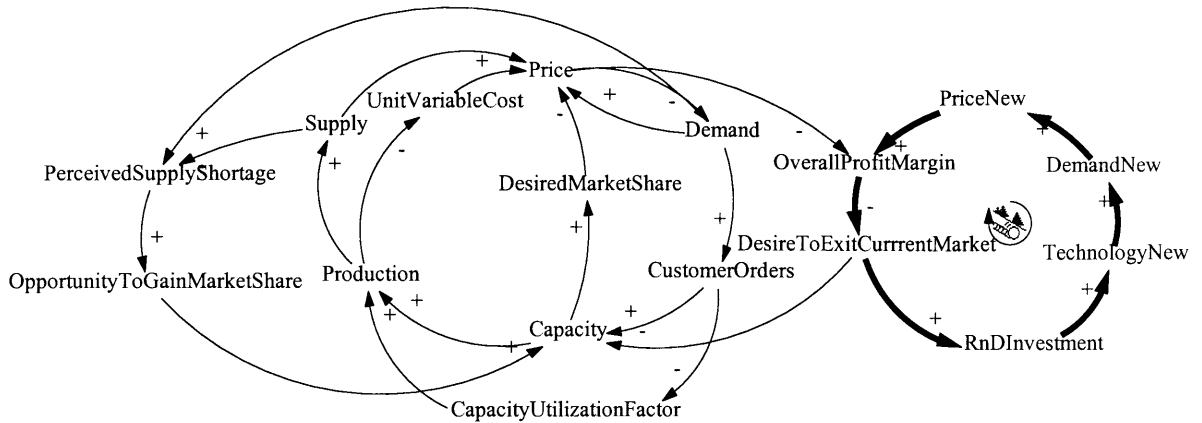 +
Price
UnitVariableCost
+
-
PriceNew
-
Supply
+
Demand
-
+
+
-
PerceivedSupplyShortage
-
+
-
DesiredMarketShare
OverallProfitMargin
DemandNew
+
+
+
-
+
+
DesireToExitCurrrentMarket
TechnologyNew
OpportunityToGainMarketShare
Production
CustomerOrders
+
+
+
+
Capacity
-
+
RnDInvestment
+
-
CapacityUtilizationFactor